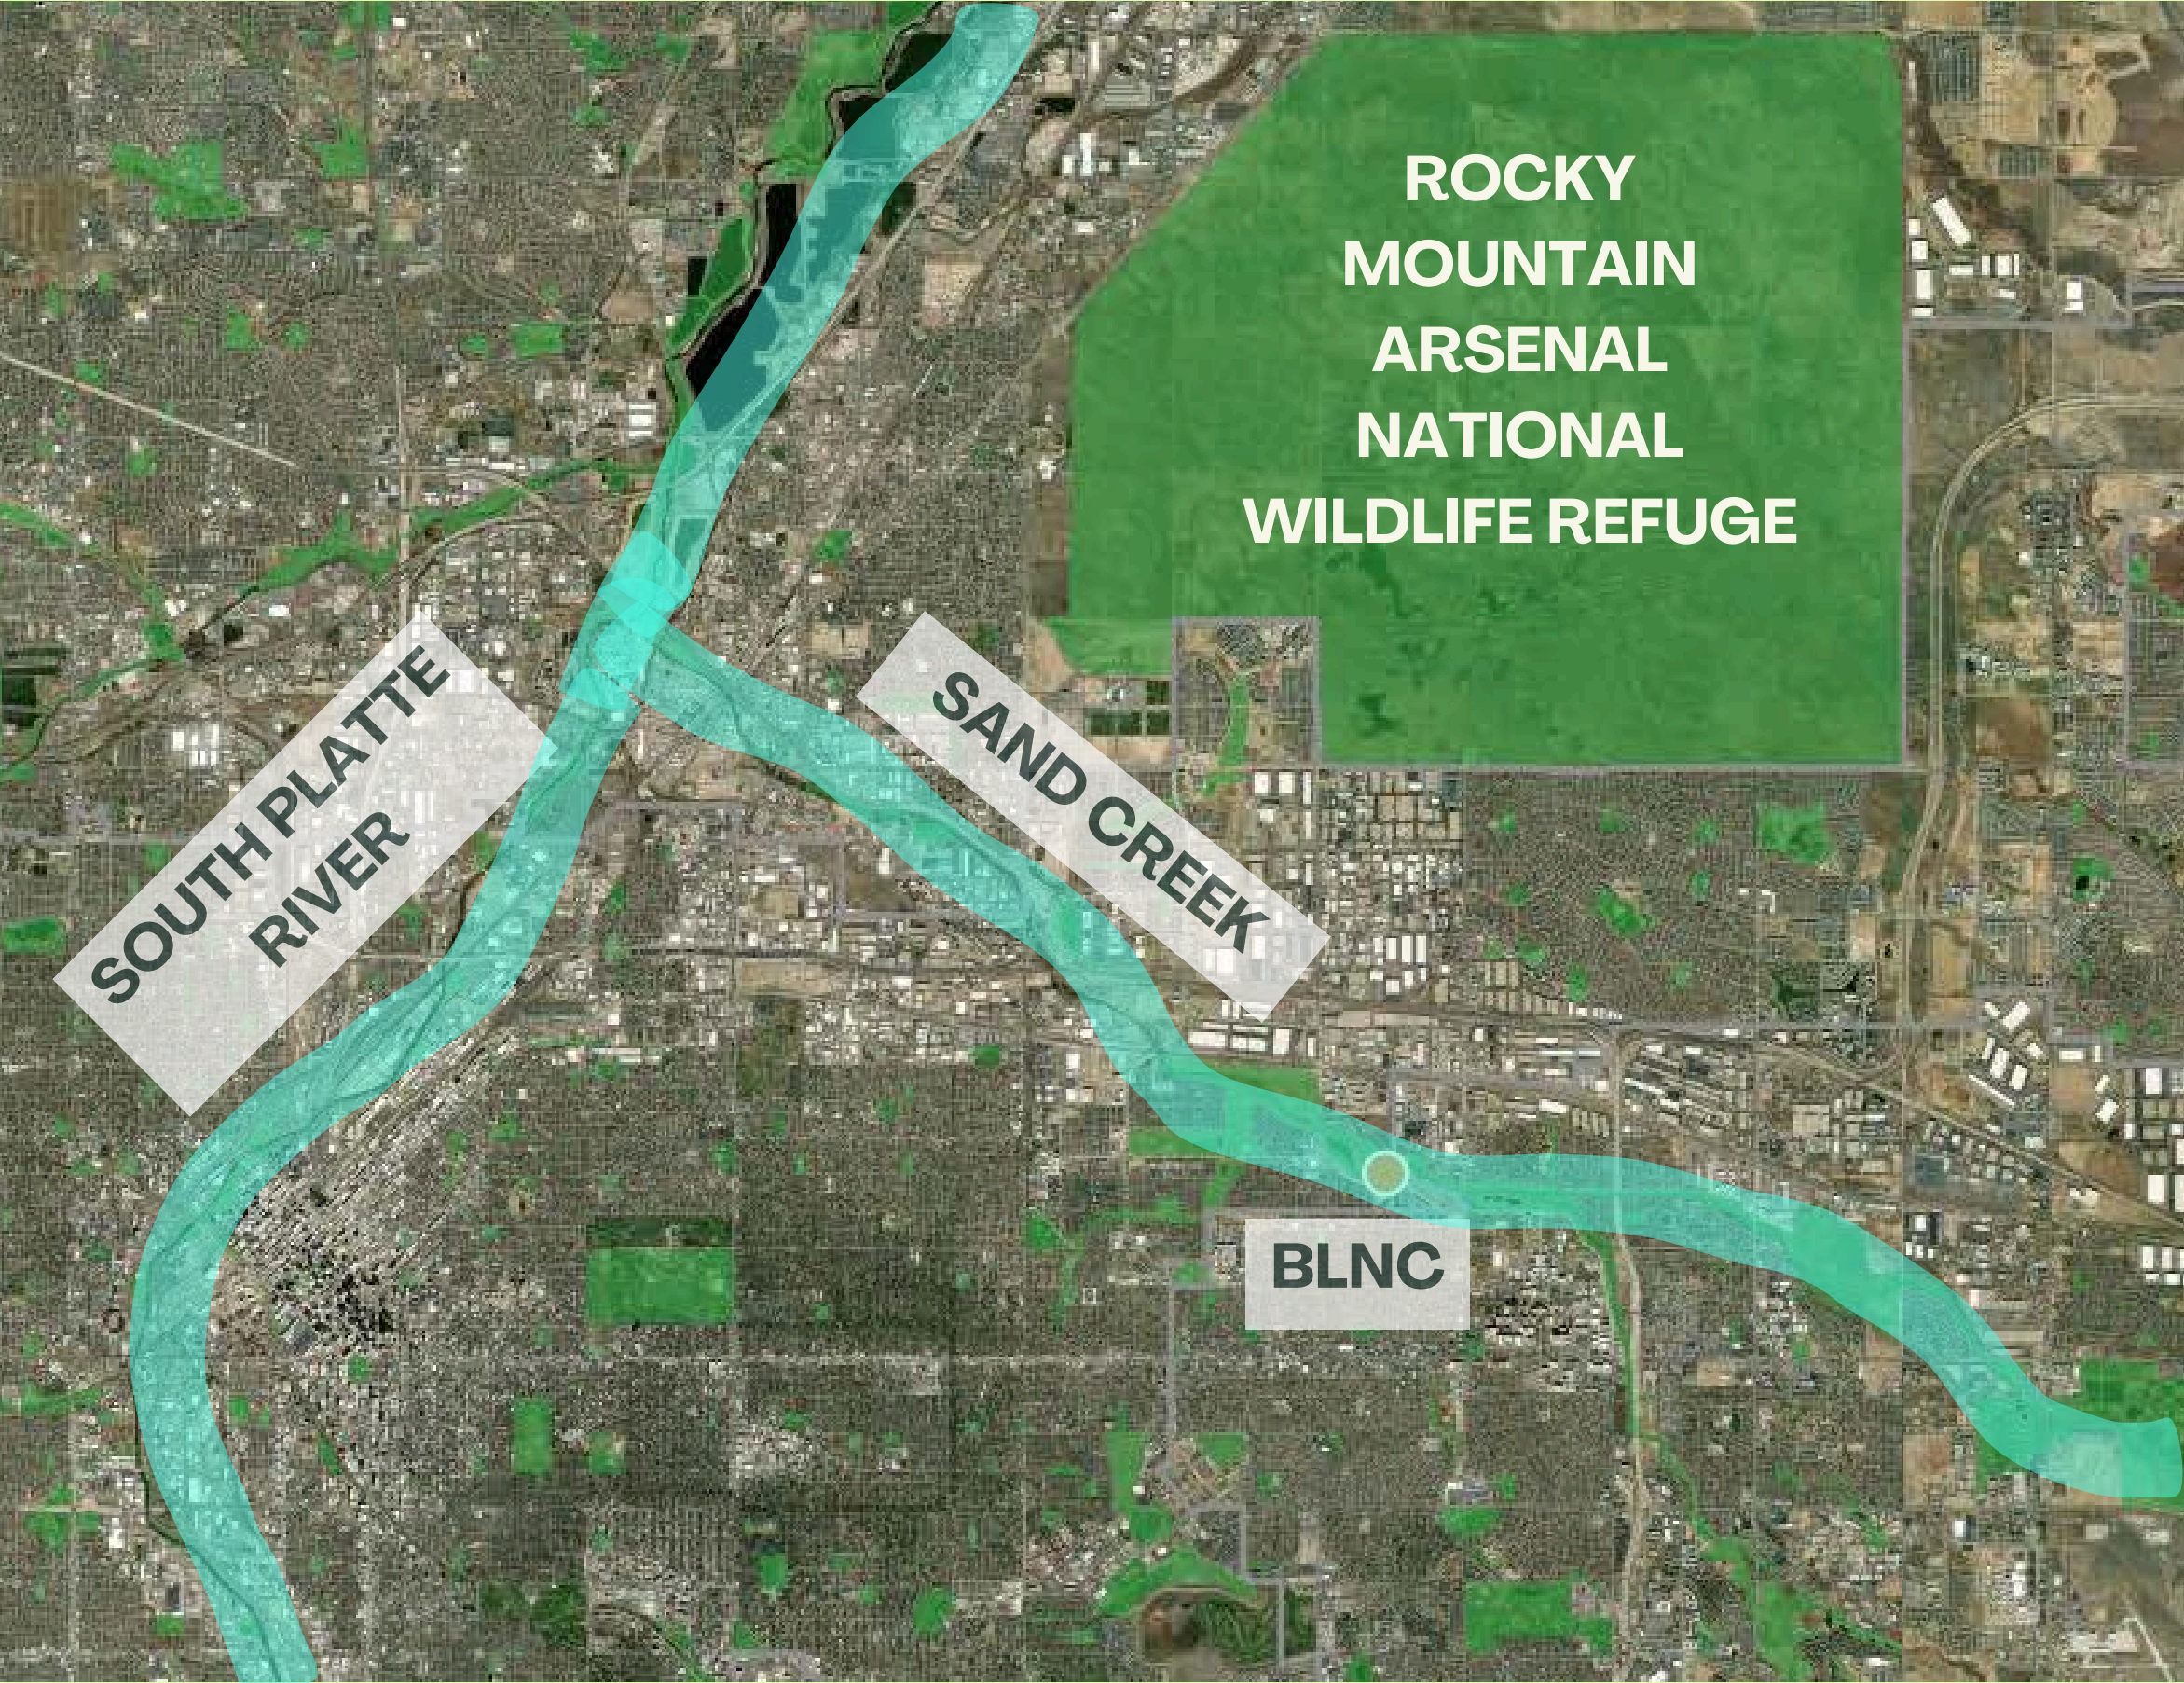 ROCKY
MOUNTAIN
ARSENAL
NATIONAL
WILDLIFE REFUGE
SOUTH PLATTE
RIVER
SAND CREEK
BLNC